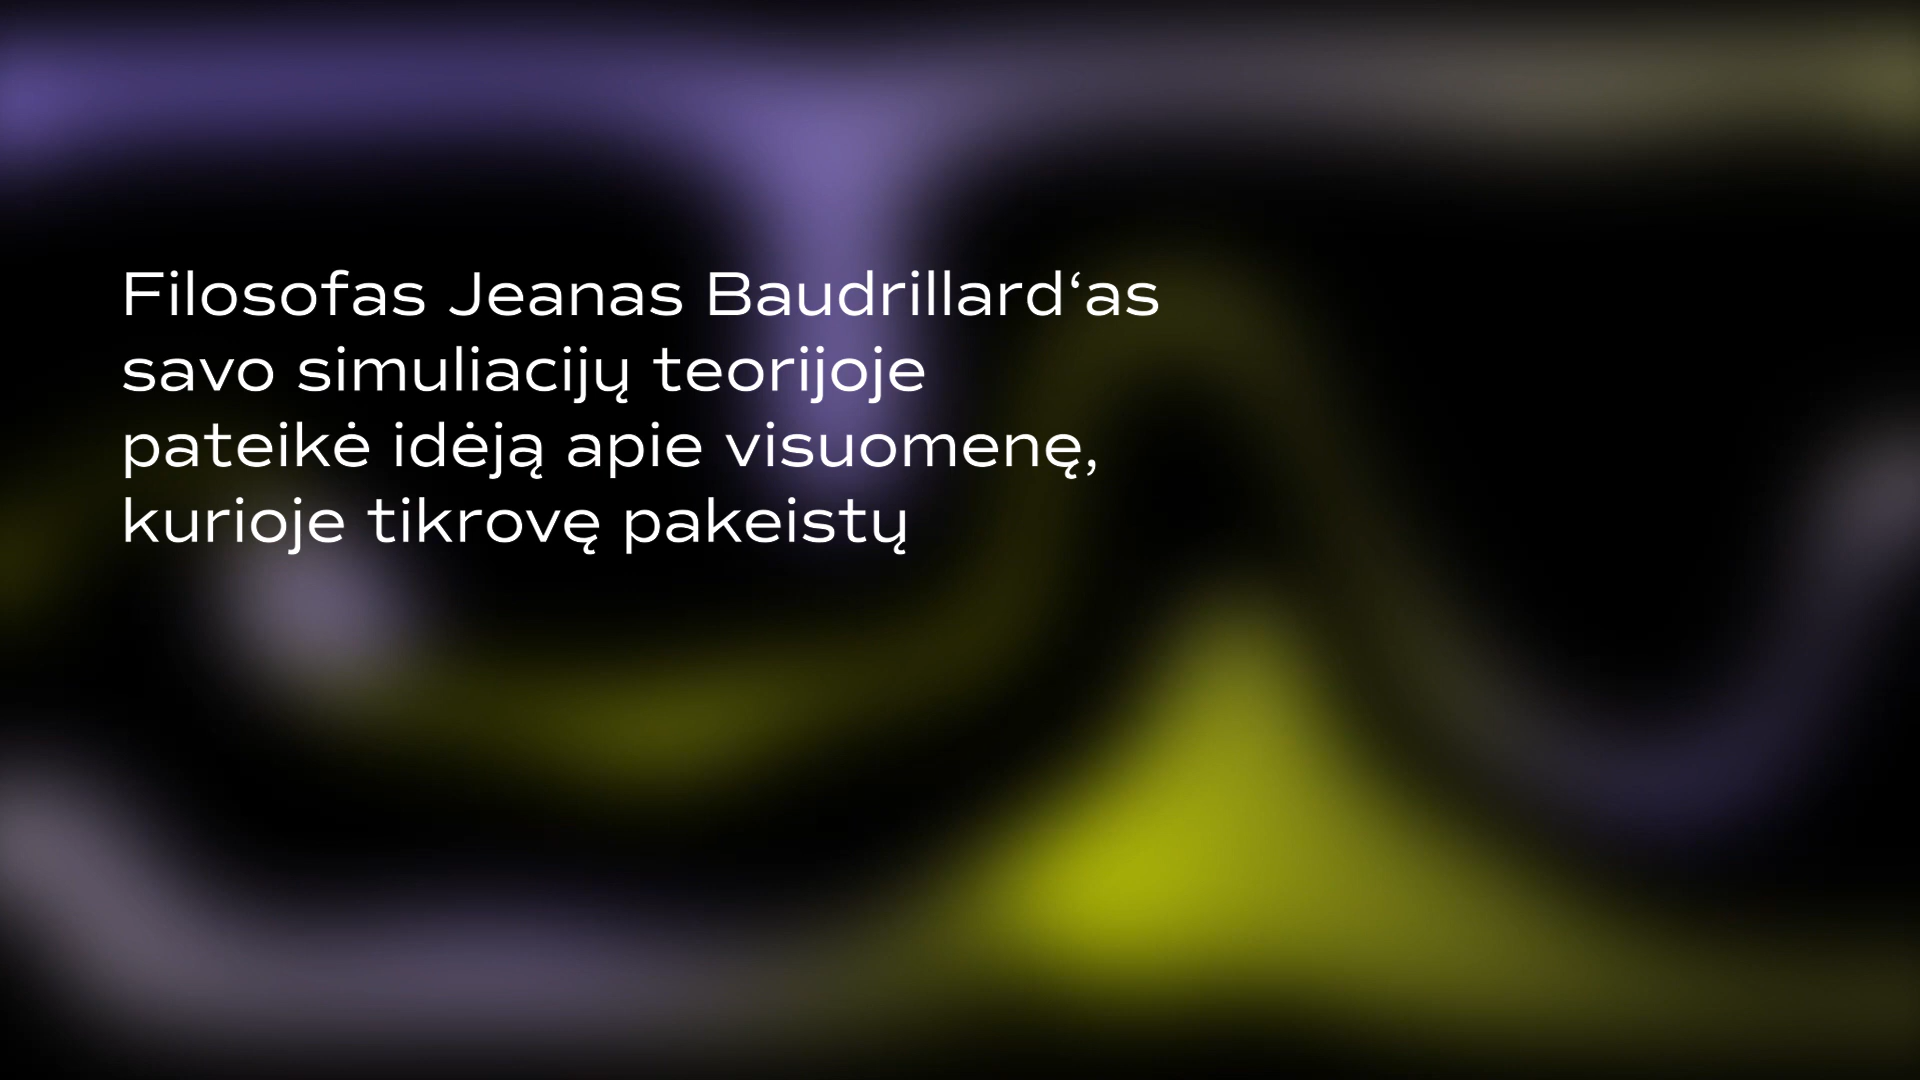 Filosofas Jeanas Baudrillard‘as
savo simuliacijų teorijoje
pateikė idėją apie visuomenę,
kurioje tikrovę pakeistų